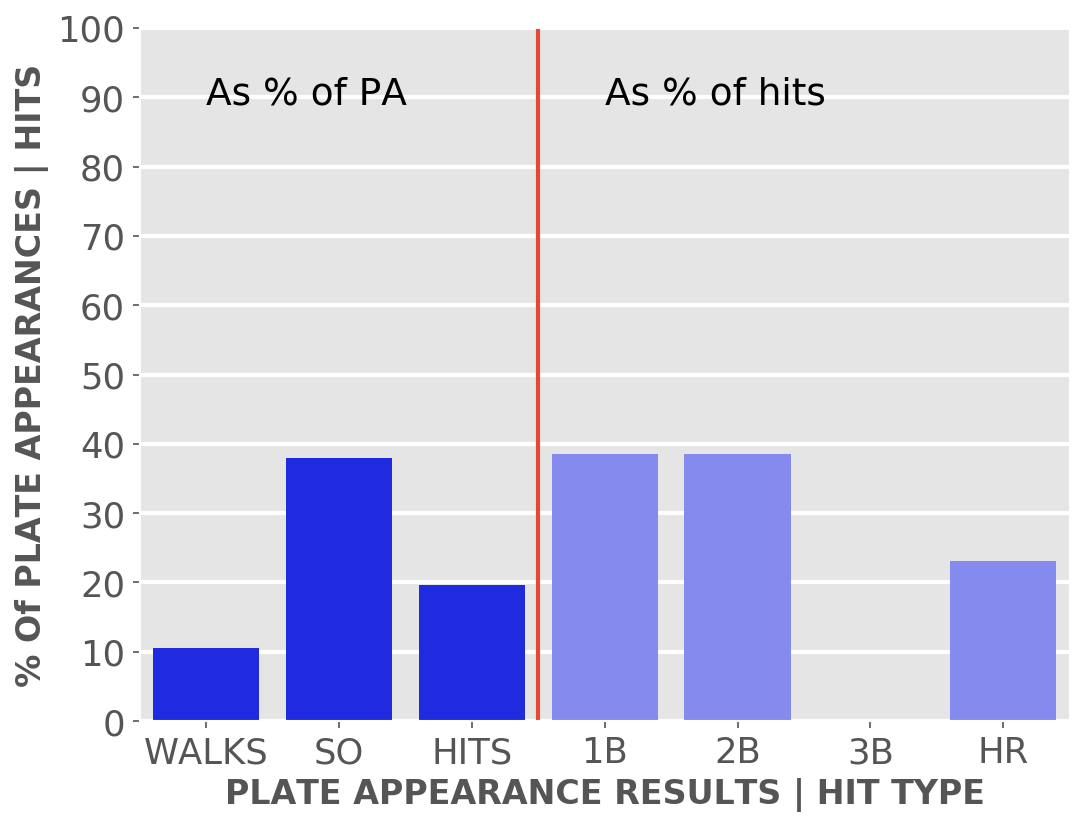 100
90
80
70
60
50
40
30
20
10
0
% Of PLATE APPEARANCES | HITS
As % of PA
As % of hits
WALKS SO HITS 1B 2B 3B HR
PLATE APPEARANCE RESULTS | HIT TYPE